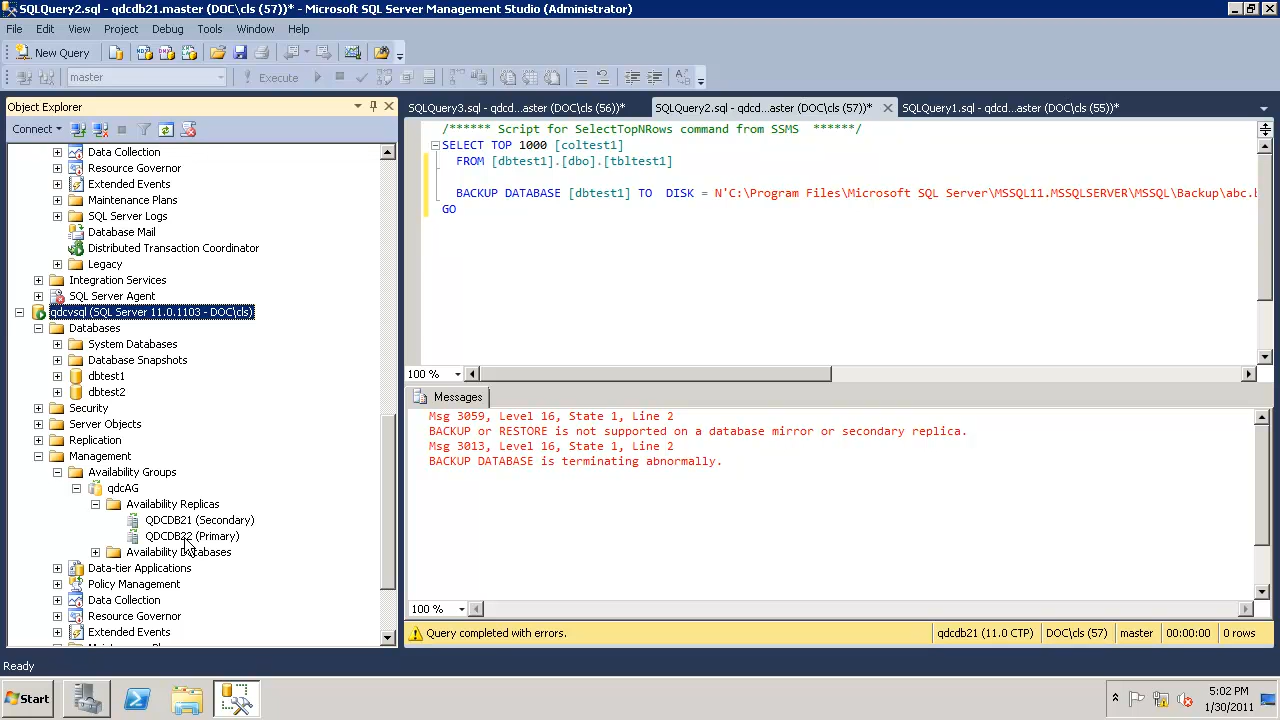 SQLQuery2.sql - qdcdb21.master (DOC\cls (57))* - Microsoft SQL Server Management Studio (Administrator)
File Edit View Query Project Debug Tools Window Help
New Query
master Execute
Object Explorer
Connect
Data Collection
Resource Governor
Extended Events
Maintenance Plans
SQL Server Logs
Database Mail
Distributed Transaction Coordinator
Legacy
Integration Services
SQL Server Agent
qdcvsql (SQL Server 11.0.1103 - DOC\cls)
Databases
System Databases
Database Snapshots
dbtest1
dbtest2
Security
Server Objects
Replication
Management
Availability Groups
qdcAG
Availability Replicas
QDCDB21 (Secondary)
QDCDB22 (Primary)
Availability Databases
Data-tier Applications
Policy Management
Data Collection
Resource Governor
Extended Events
SQLQuery3.sql - qdcd...aster (DOC\cls (56))* SQLQuery2.sql - qdcd...aster (DOC\cls (57))* SQLQuery1.sql - qdcd...aster (DOC\cls (55))*
/****** Script for SelectTopNRows command from SSMS ******/
SELECT TOP 1000 [coltest1]
FROM [dbtest1].[dbo].[tbltest1]
BACKUP DATABASE [dbtest1] TO DISK = N'C:\Program Files\Microsoft SQL Server\MSSQL11.MSSQLSERVER\MSSQL\Backup\abc.b
GO
100 %
Messages
Msg 3059, Level 16, State 1, Line 2
BACKUP or RESTORE is not supported on a database mirror or secondary replica.
Msg 3013, Level 16, State 1, Line 2
BACKUP DATABASE is terminating abnormally.
100 %
Query completed with errors. qdcdb21 (11.0 CTP) DOC\cls (57) master 00:00:00 0 rows
Ready
Start
5:02 PM
1/30/2011